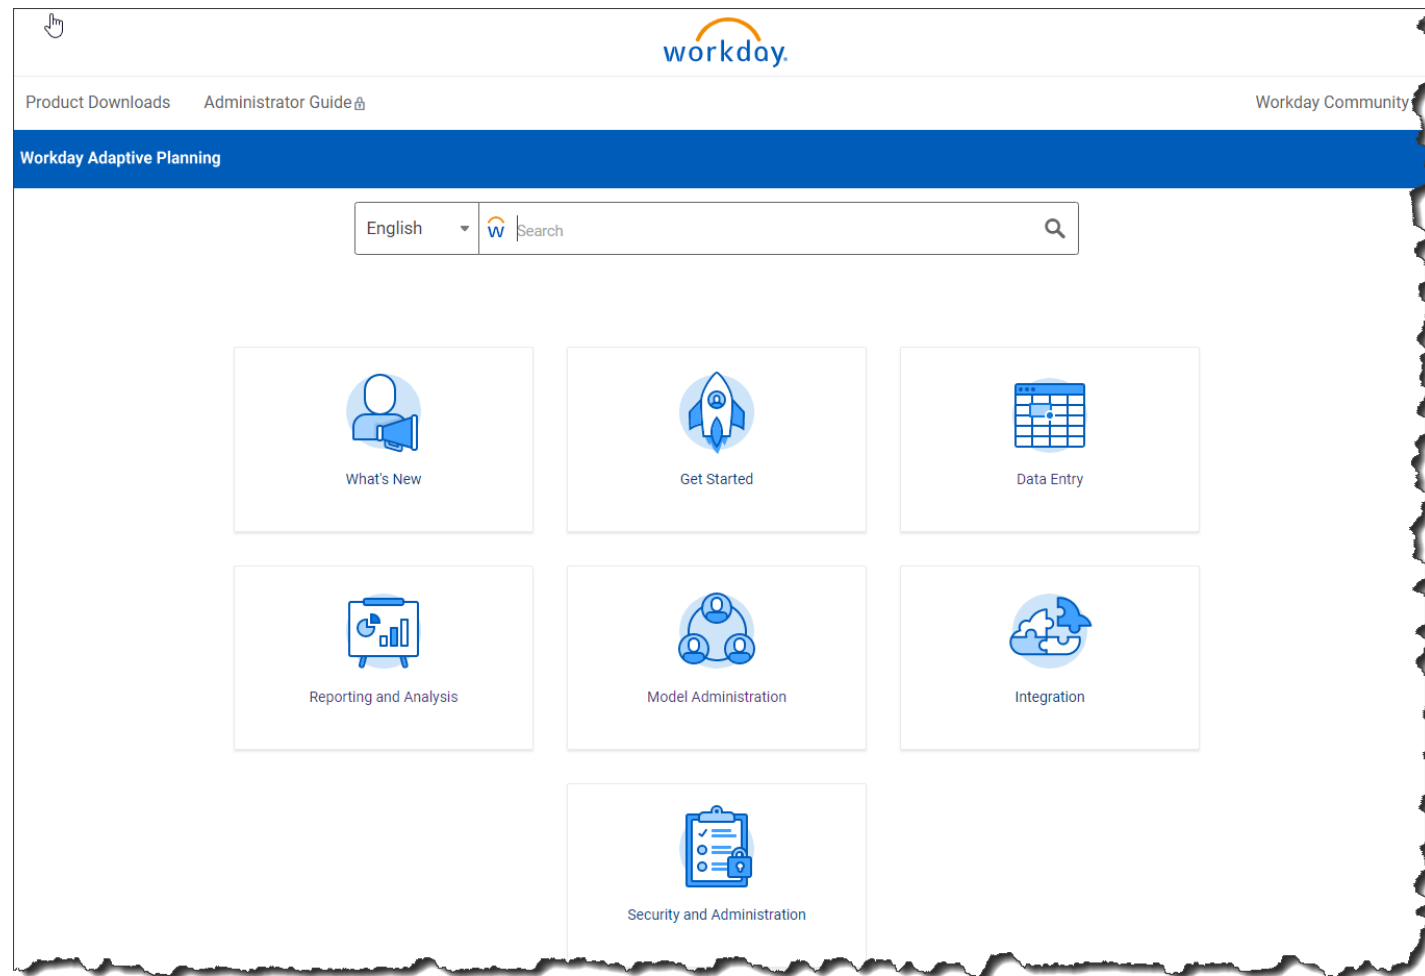 workday.
Product Downloads Administrator Guide Workday Community
Workday Adaptive Planning
English W Search
What's New Get Started Data Entry
Reporting and Analysis Model Administration Integration
Security and Administration